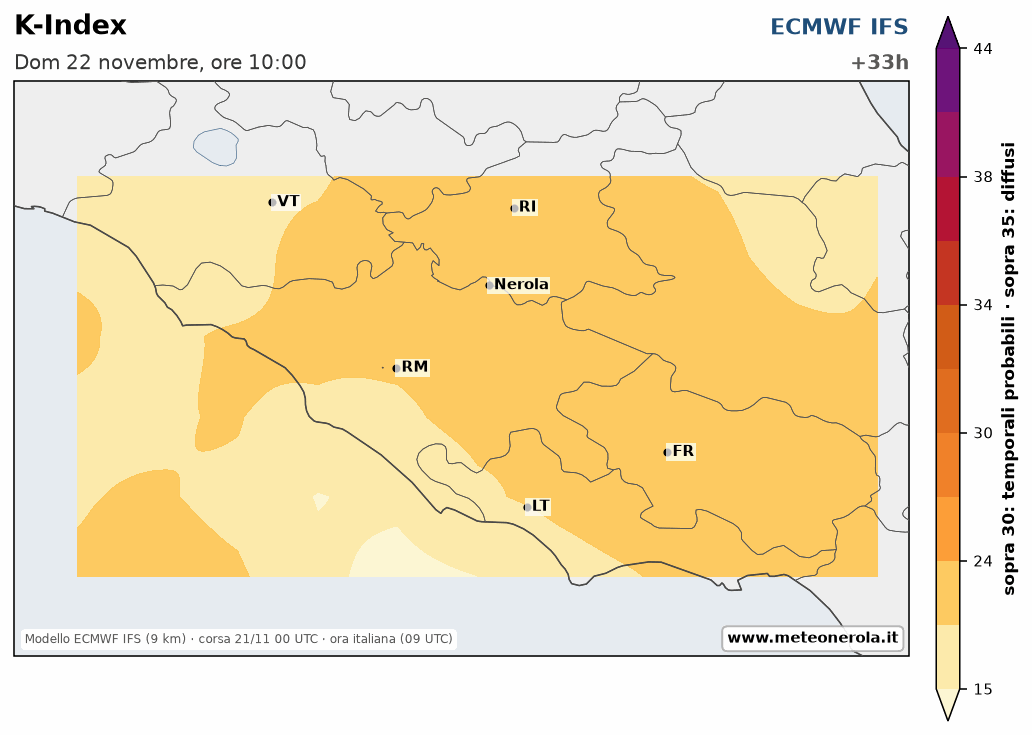 K-Index
ECMWF IFS
Dom 22 novembre, ore 10:00
+33h
VT
RI
Nerola
RM
FR
LT
Modello ECMWF IFS (9 km) · corsa 21/11 00 UTC · ora italiana (09 UTC)
www.meteonerola.it
44
38
34
30
24
15
sopra 30: temporali probabili · sopra 35: diffusi